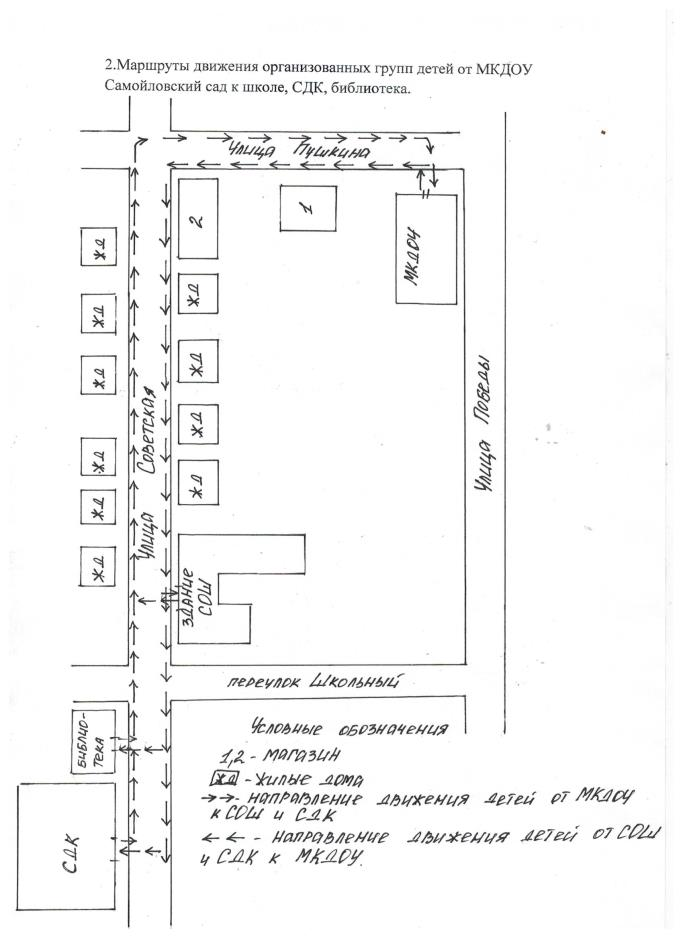 2.Маршруты движения организованных групп детей от МКДОУ
Самойловский сад к школе, СДК, библиотека.
Улица Пушкина
2
1
МКДОУ
ЖД
ЖД
ЖД
ЖД
ЖД
ЖД
ЖД
ЖД
ЖД
ЖД
Улица Советская
Улица Победы
ЗДАНИЕ
СОШ
переулок Школьный
БИБЛИО-
ТЕКА
СДК
Условные обозначения
1,2 - магазин
ЖД - жилые дома
→→ - направление движения детей от МКДОУ
к СОШ и СДК
← ← - направление движения детей от СОШ
и СДК к МКДОУ.